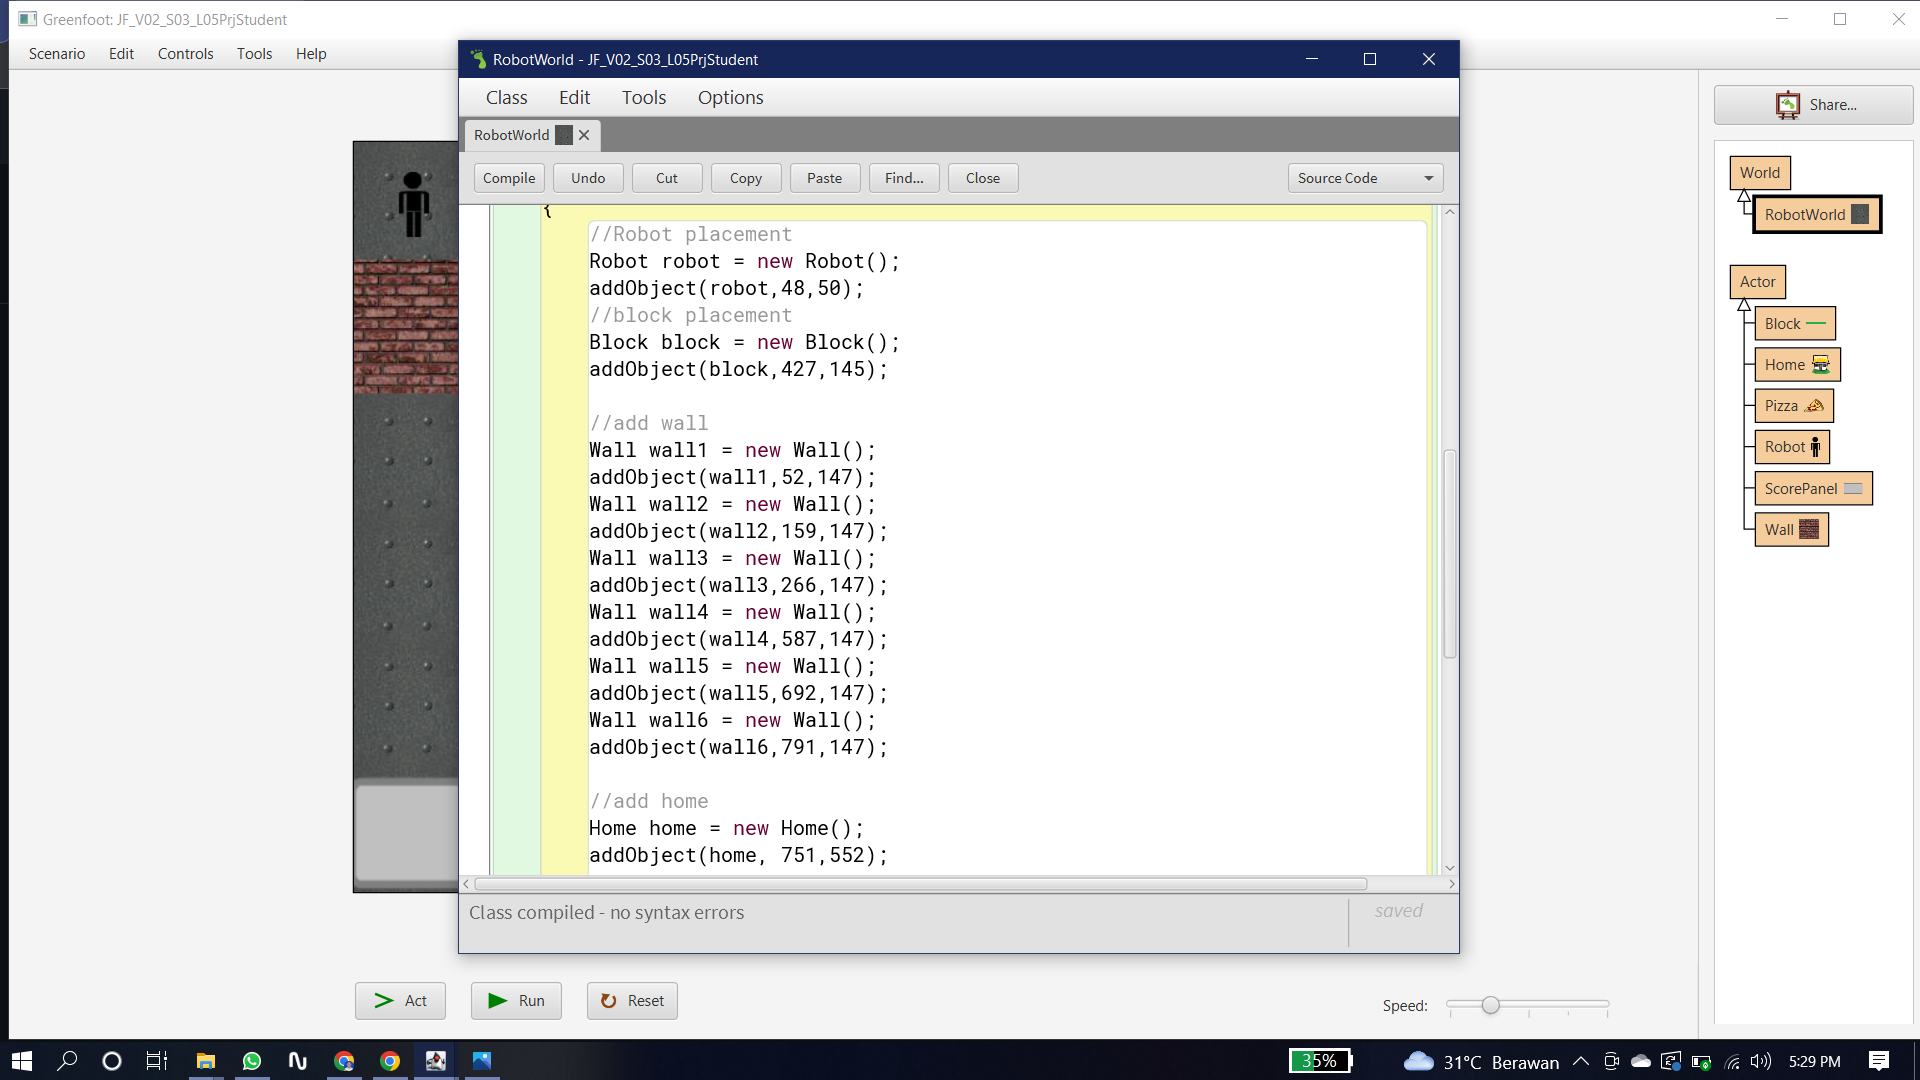 Greenfoot: JF_V02_S03_L05PrjStudent
Scenario Edit Controls Tools Help
RobotWorld - JF_V02_S03_L05PrjStudent
Class Edit Tools Options
RobotWorld
Compile Undo Cut Copy Paste Find... Close Source Code
{
//Robot placement
Robot robot = new Robot();
addObject(robot,48,50);
//block placement
Block block = new Block();
addObject(block,427,145);
//add wall
Wall wall1 = new Wall();
addObject(wall1,52,147);
Wall wall2 = new Wall();
addObject(wall2,159,147);
Wall wall3 = new Wall();
addObject(wall3,266,147);
Wall wall4 = new Wall();
addObject(wall4,587,147);
Wall wall5 = new Wall();
addObject(wall5,692,147);
Wall wall6 = new Wall();
addObject(wall6,791,147);
//add home
Home home = new Home();
addObject(home, 751,552);
Class compiled - no syntax errors
saved
Share...
World
RobotWorld
Actor
Block
Home
Pizza
Robot
ScorePanel
Wall
Act Run Reset
Speed:
35% 31°C Berawan 5:29 PM